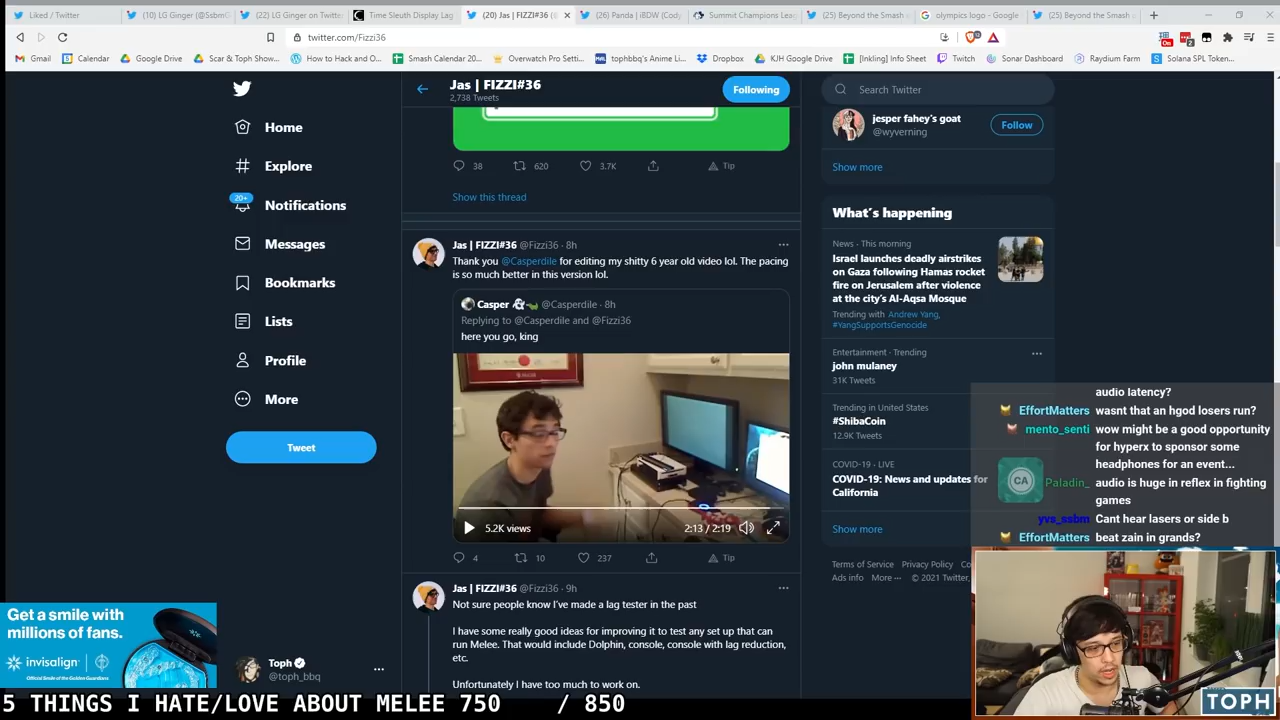 Liked / Twitter
(10) LG Ginger (@Ssbm
(22) LG Ginger on Twitter
Time Sleuth Display Lag
(20) Jas | FIZZI#36 (
(26) Panda | iBDW (Cody
Summit Champions Lea
(25) Beyond the Smash
olympics logo - Google
(25) Beyond the Smash
twitter.com/Fizzi36
Gmail
Calendar
Google Drive
Scar & Toph Show...
How to Hack and O...
Smash Calendar 20...
Overwatch Pro Setti...
tophbbq's Anime Li...
Dropbox
KJH Google Drive
[Inkling] Info Sheet
Twitch
Sonar Dashboard
Raydium Farm
Solana SPL Token...
Home
Explore
20+
Notifications
Messages
Bookmarks
Lists
Profile
More
Tweet
Toph
@toph_bbq
Jas | FIZZI#36
2,738 Tweets
Following
38
620
3.7K
Tip
Show this thread
Jas | FIZZI#36 @Fizzi36 · 8h
Thank you @Casperdile for editing my shitty 6 year old video lol. The pacing
is so much better in this version lol.
Casper @Casperdile · 8h
Replying to @Casperdile and @Fizzi36
here you go, king
5.2K views
2:13 / 2:19
4
10
237
Tip
Jas | FIZZI#36 @Fizzi36 · 9h
Not sure people know I've made a lag tester in the past
I have some really good ideas for improving it to test any set up that can
run Melee. That would include Dolphin, console, console with lag reduction,
etc.
Unfortunately I have too much to work on.
Search Twitter
jesper fahey's goat
@wyverning
Follow
Show more
What's happening
News · This morning
Israel launches deadly airstrikes
on Gaza following Hamas rocket
fire on Jerusalem after violence
at the city's Al-Aqsa Mosque
Trending with Andrew Yang,
#YangSupportsGenocide
Entertainment · Trending
john mulaney
31K Tweets
Trending in United States
#ShibaCoin
12.9K Tweets
COVID-19 · LIVE
COVID-19: News and updates for
California
Show more
Terms of Service Privacy Policy Co
Ads info More ··· © 2021 Twitter,
audio latency?
EffortMatters wasnt that an hgod losers run?
mento_senti wow might be a good opportunity
for hyperx to sponsor some
headphones for an event...
CA
Paladin_ audio is huge in reflex in fighting
games
yvs_ssbm Cant hear lasers or side b
EffortMatters beat zain in grands?
Get a smile with
millions of fans.
invisalign
Official Smile of the Golden Guardians
5 THINGS I HATE/LOVE ABOUT MELEE 750 / 850
TOPH